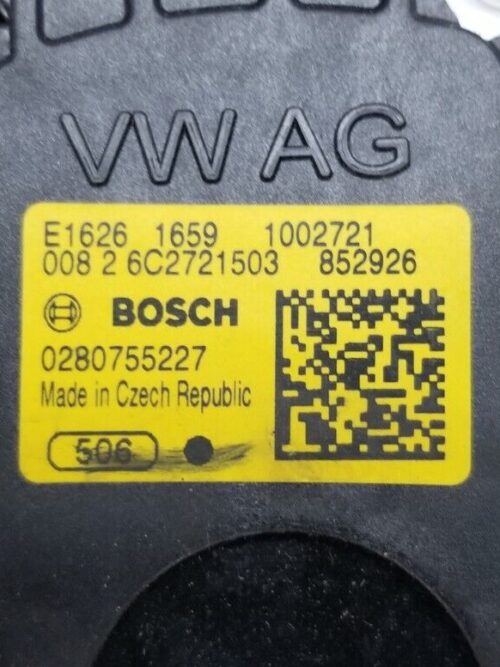 VW AG
E1626 1659 1002721
008 2 6C2721503 852926
BOSCH
0280755227
Made in Czech Republic
506